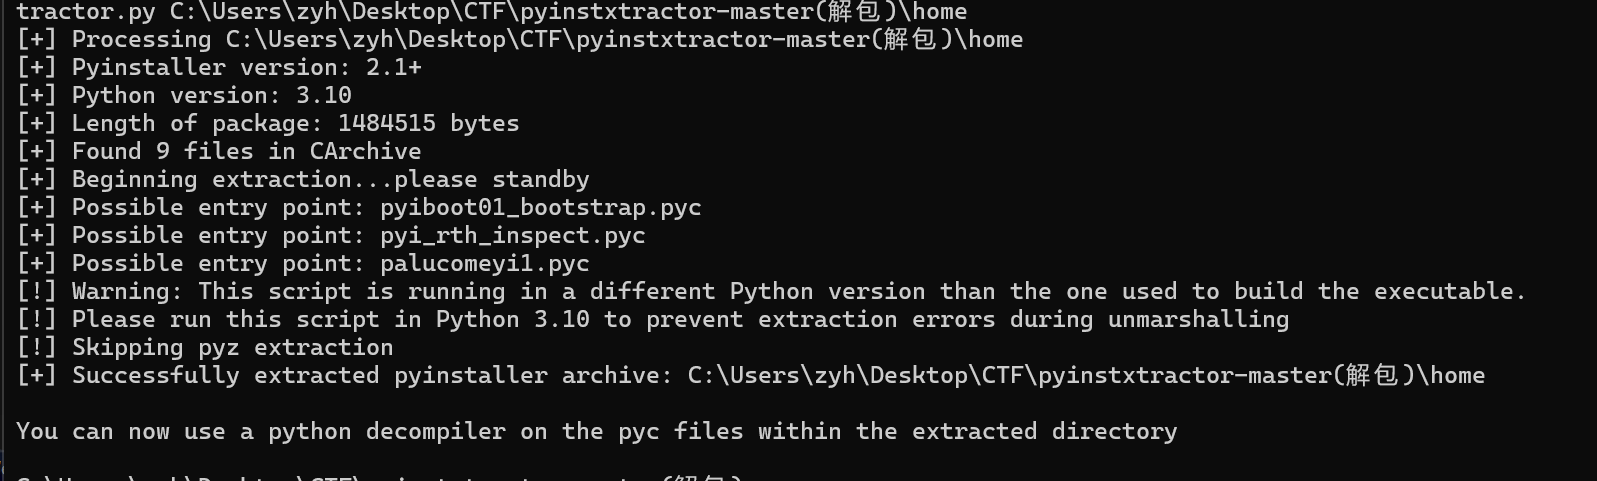 tractor.py C:\Users\zyh\Desktop\CTF\pyinstxtractor-master(解包)\home
[+] Processing C:\Users\zyh\Desktop\CTF\pyinstxtractor-master(解包)\home
[+] Pyinstaller version: 2.1+
[+] Python version: 3.10
[+] Length of package: 1484515 bytes
[+] Found 9 files in CArchive
[+] Beginning extraction...please standby
[+] Possible entry point: pyiboot01_bootstrap.pyc
[+] Possible entry point: pyi_rth_inspect.pyc
[+] Possible entry point: palucomeyi1.pyc
[!] Warning: This script is running in a different Python version than the one used to build the executable.
[!] Please run this script in Python 3.10 to prevent extraction errors during unmarshalling
[!] Skipping pyz extraction
[+] Successfully extracted pyinstaller archive: C:\Users\zyh\Desktop\CTF\pyinstxtractor-master(解包)\home
You can now use a python decompiler on the pyc files within the extracted directory